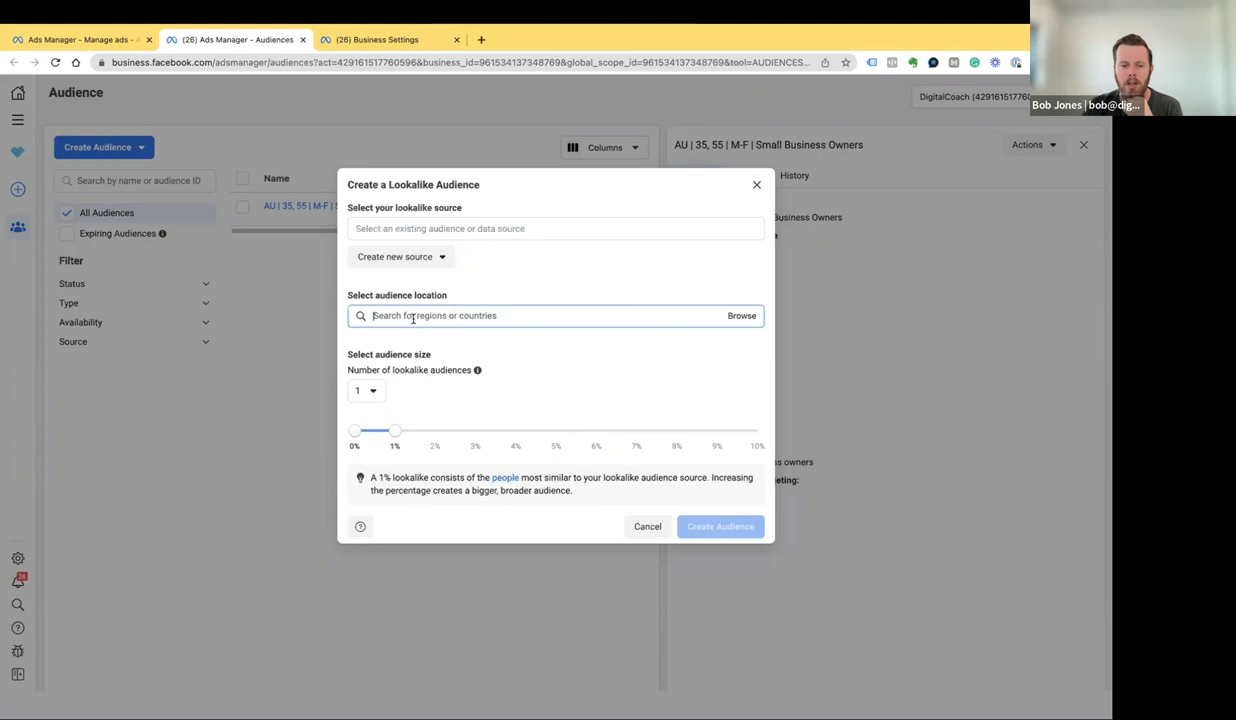 Ads Manager - Manage ads - A
(26) Ads Manager - Audiences
(26) Business Settings
business.facebook.com/adsmanager/audiences?act=429161517760596&business_id=961534137348769&global_scope_id=961534137348769&tool=AUDIENCES...
Bob Jones | bob@dig...
Audience
DigitalCoach (4291615177605
Create Audience
Columns
AU | 35, 55 | M-F | Small Business Owners
Actions
Search by name or audience ID
Name
History
All Audiences
AU | 35, 55 | M-F | S
Business Owners
Expiring Audiences
Filter
Status
Type
Availability
Source
Create a Lookalike Audience
Select your lookalike source
Select an existing audience or data source
Create new source
Select audience location
Search for regions or countries
Browse
Select audience size
Number of lookalike audiences
1
0% 1% 2% 3% 4% 5% 6% 7% 8% 9% 10%
A 1% lookalike consists of the people most similar to your lookalike audience source. Increasing
the percentage creates a bigger, broader audience.
Cancel
Create Audience
ss owners
geting: